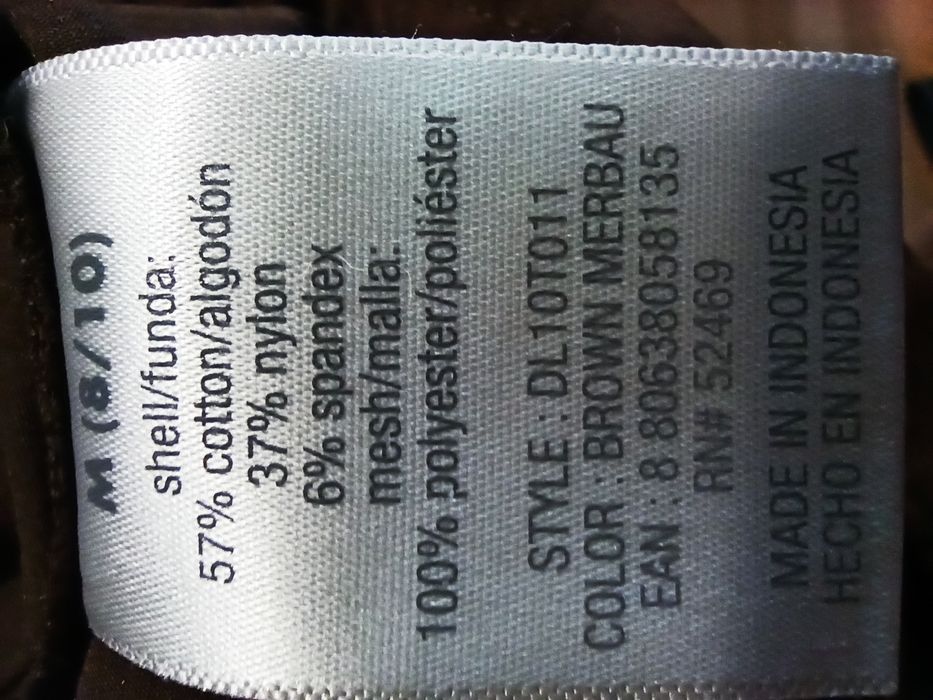 M (8/10)
shell/funda:
57% cotton/algodón
37% nylon
6% spandex
mesh/malla:
100% polyester/poliéster
STYLE : DL10T011
COLOR : BROWN MERBAU
EAN : 8 806380581358135
RN# 52469
MADE IN INDONESIA
HECHO EN INDONESIA